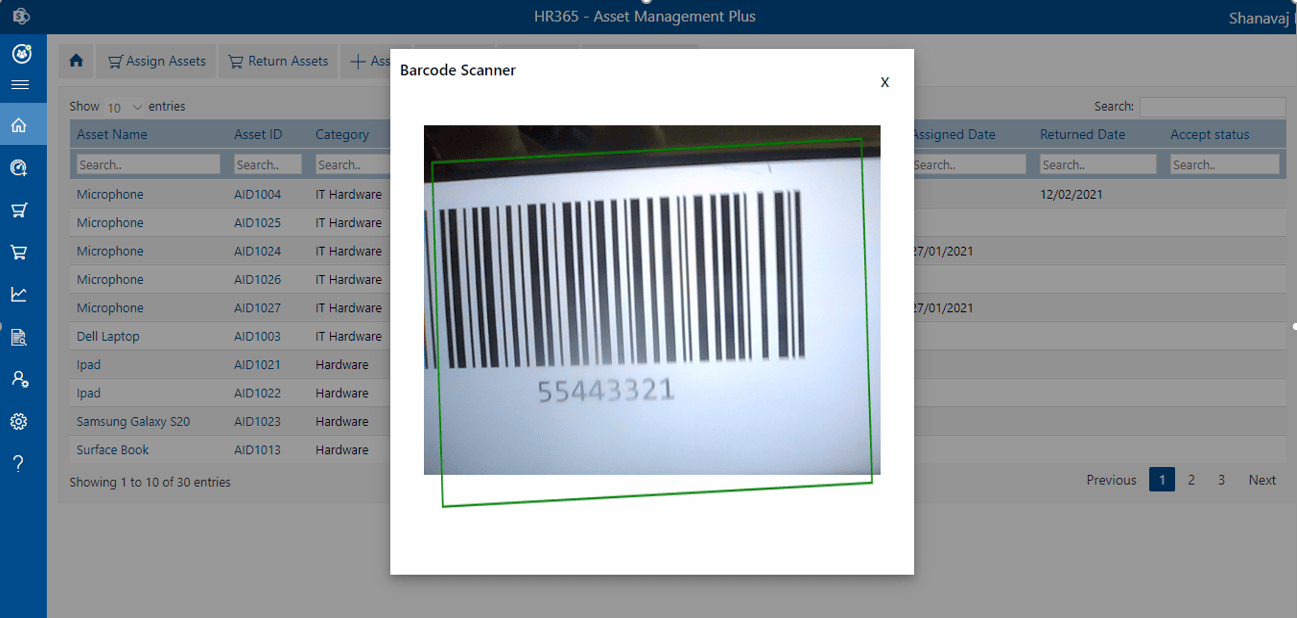 HR365 - Asset Management Plus
Shanavaj
Assign Assets Return Assets
Barcode Scanner
X
Show 10 entries Search:
Asset Name Asset ID Category Assigned Date Returned Date Accept status
Search.. Search.. Search.. Search.. Search.. Search..
Microphone AID1004 IT Hardware 12/02/2021
Microphone AID1025 IT Hardware
Microphone AID1024 IT Hardware 27/01/2021
Microphone AID1026 IT Hardware
Microphone AID1027 IT Hardware 27/01/2021
Dell Laptop AID1003 IT Hardware
Ipad AID1021 Hardware
Ipad AID1022 Hardware
Samsung Galaxy S20 AID1023 Hardware
Surface Book AID1013 Hardware
55443321
Showing 1 to 10 of 30 entries Previous 1 2 3 Next